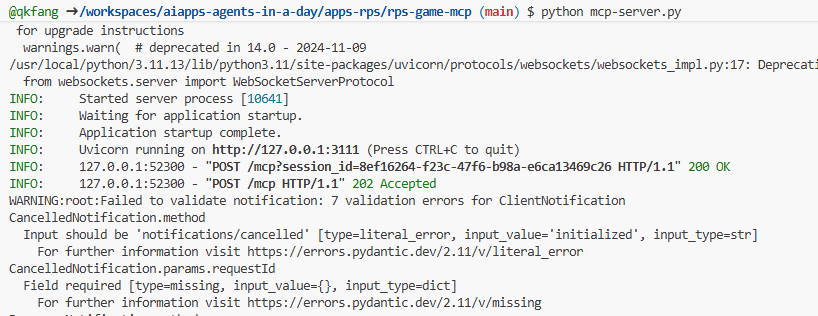 @qkfang ➜/workspaces/aiapps-agents-in-a-day/apps-rps/rps-game-mcp (main) $ python mcp-server.py
for upgrade instructions
warnings.warn(  # deprecated in 14.0 - 2024-11-09
/usr/local/python/3.11.13/lib/python3.11/site-packages/uvicorn/protocols/websockets/websockets_impl.py:17: Deprecati
from websockets.server import WebSocketServerProtocol
INFO:     Started server process [10641]
INFO:     Waiting for application startup.
INFO:     Application startup complete.
INFO:     Uvicorn running on http://127.0.0.1:3111 (Press CTRL+C to quit)
INFO:     127.0.0.1:52300 - "POST /mcp?session_id=8ef16264-f23c-47f6-b98a-e6ca13469c26 HTTP/1.1" 200 OK
INFO:     127.0.0.1:52300 - "POST /mcp HTTP/1.1" 202 Accepted
WARNING:root:Failed to validate notification: 7 validation errors for ClientNotification
CancelledNotification.method
Input should be 'notifications/cancelled' [type=literal_error, input_value='initialized', input_type=str]
For further information visit https://errors.pydantic.dev/2.11/v/literal_error
CancelledNotification.params.requestId
Field required [type=missing, input_value={}, input_type=dict]
For further information visit https://errors.pydantic.dev/2.11/v/missing